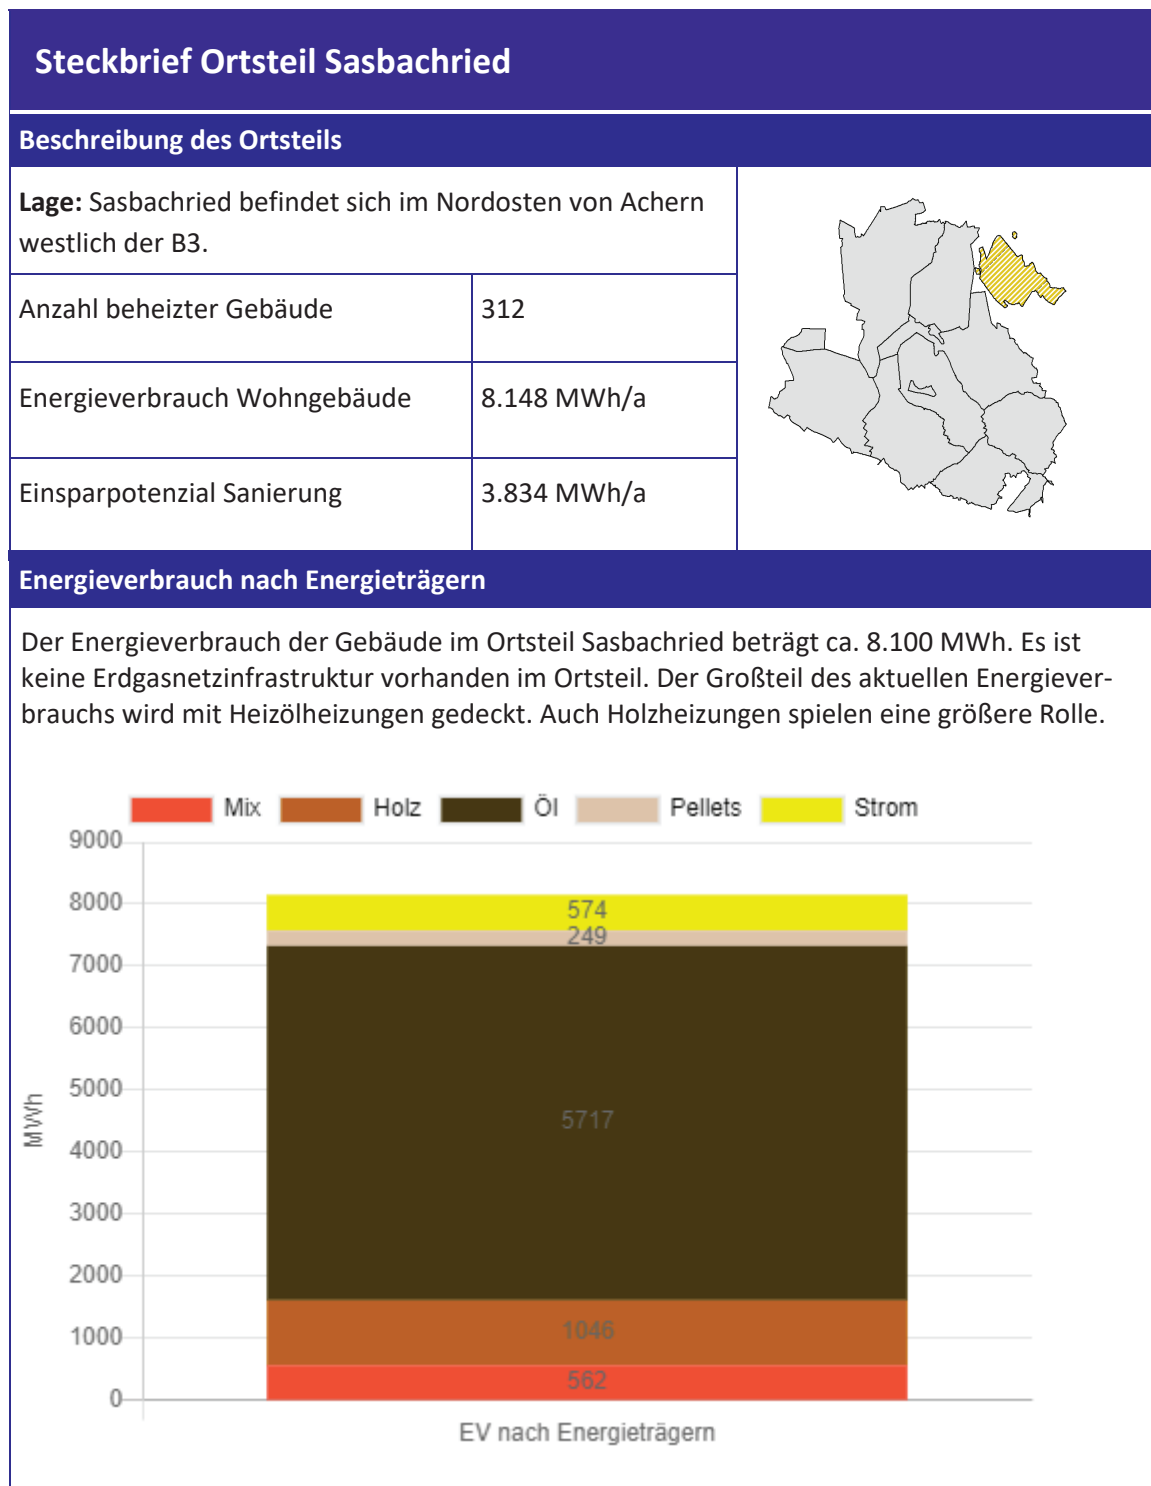 Steckbrief Ortsteil Sasbachried
Beschreibung des Ortsteils
Lage: Sasbachried befindet sich im Nordosten von Achern
westlich der B3.
Anzahl beheizter Gebäude 312
Energieverbrauch Wohngebäude 8.148 MWh/a
Einsparpotenzial Sanierung 3.834 MWh/a
Energieverbrauch nach Energieträgern
Der Energieverbrauch der Gebäude im Ortsteil Sasbachried beträgt ca. 8.100 MWh. Es ist
keine Erdgasnetzinfrastruktur vorhanden im Ortsteil. Der Großteil des aktuellen Energiever-
brauchs wird mit Heizölheizungen gedeckt. Auch Holzheizungen spielen eine größere Rolle.
Mix Holz Öl Pellets Strom
9000
8000
7000
6000
5000
4000
3000
2000
1000
0
MWh
574
249
5717
1046
562
EV nach Energieträgern